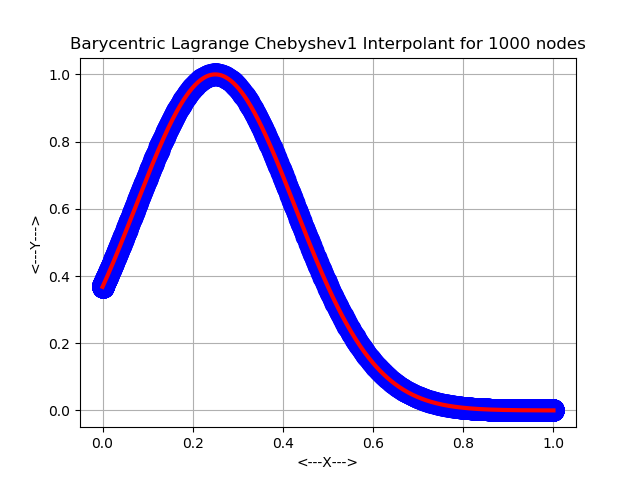 Barycentric Lagrange Chebyshev1 Interpolant for 1000 nodes
1.0
0.8
0.6
0.4
0.2
0.0
<---Y--->
0.0 0.2 0.4 0.6 0.8 1.0
<---X--->